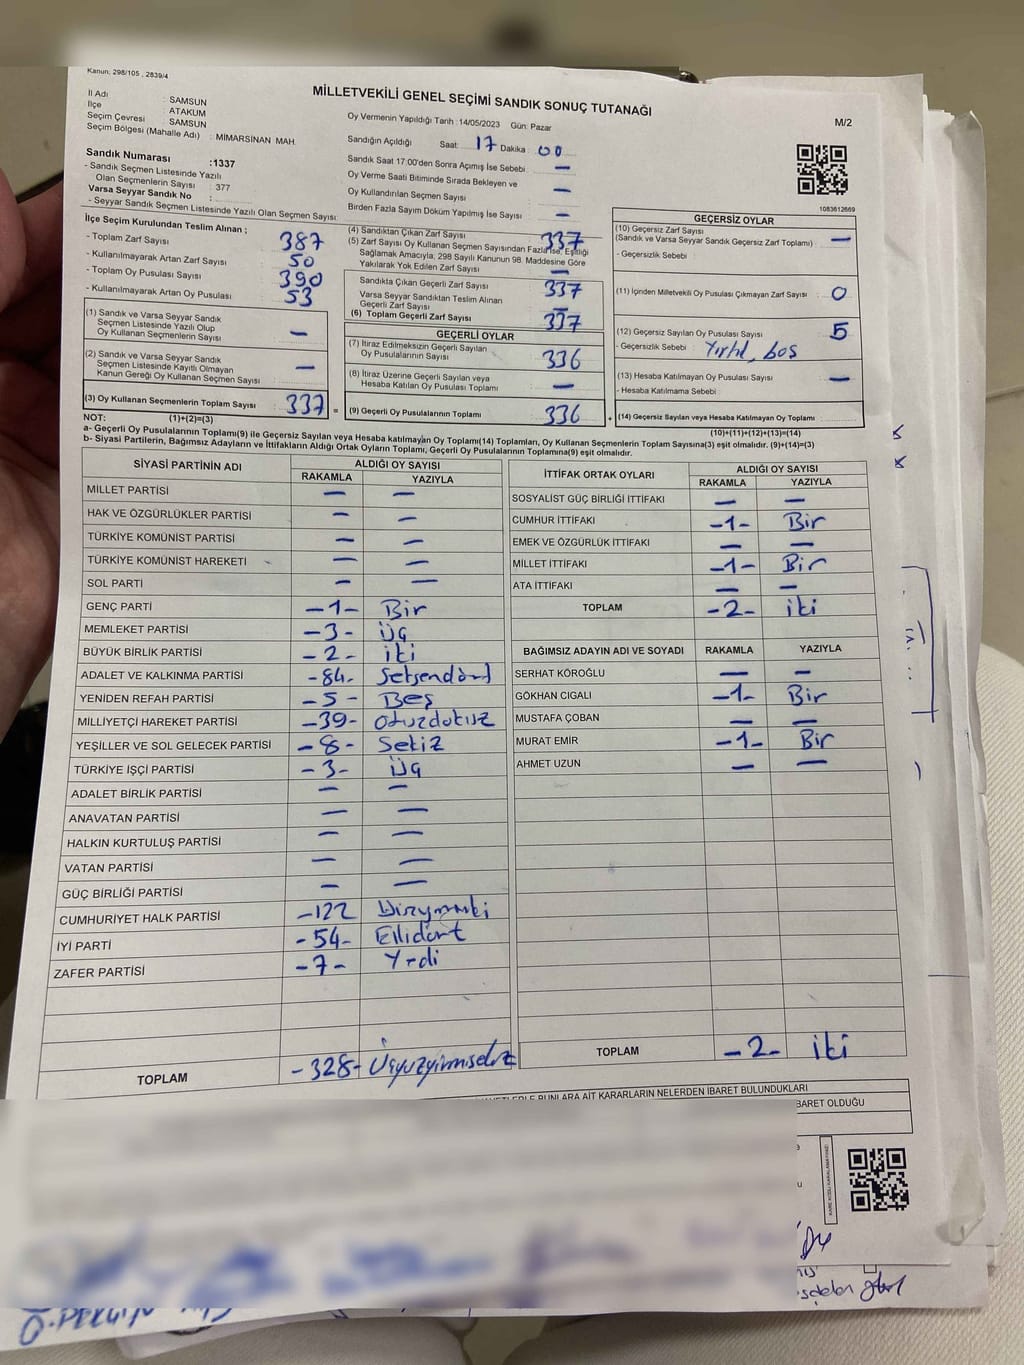 Kanun: 298/105 , 2839/4
MİLLETVEKİLİ GENEL SEÇİMİ SANDIK SONUÇ TUTANAĞI
M/2
İl Adı : SAMSUN
İlçe : ATAKUM
Seçim Çevresi : SAMSUN
Seçim Bölgesi (Mahalle Adı) : MİMARSİNAN MAH.
Sandık Numarası :1337
- Sandık Seçmen Listesinde Yazılı
Olan Seçmenlerin Sayısı : 377
Varsa Seyyar Sandık No :
- Seyyar Sandık Seçmen Listesinde Yazılı Olan Seçmen Sayısı:
Oy Vermenin Yapıldığı Tarih :14/05/2023 Gün: Pazar
Sandığın Açıldığı Saat: 17 Dakika : 00
Sandık Saat 17:00'den Sonra Açımış İse Sebebi : —
Oy Verme Saati Bitiminde Sırada Bekleyen ve
Oy Kullandırılan Seçmen Sayısı : —
Birden Fazla Sayım Döküm Yapılmış İse Sayısı : —
1083612669
İlçe Seçim Kurulundan Teslim Alınan ;
- Toplam Zarf Sayısı : 387
- Kullanılmayarak Artan Zarf Sayısı : 50
- Toplam Oy Pusulası Sayısı : 390
- Kullanılmayarak Artan Oy Pusulası : 53
(1) Sandık ve Varsa Seyyar Sandık
Seçmen Listesinde Yazılı Olup
Oy Kullanan Seçmenlerin Sayısı : —
(2) Sandık ve Varsa Seyyar Sandık
Seçmen Listesinde Kayıtlı Olmayan
Kanun Gereği Oy Kullanan Seçmen Sayısı : —
(3) Oy Kullanan Seçmenlerin Toplam Sayısı : 337
(4) Sandıktan Çıkan Zarf Sayısı : 337
(5) Zarf Sayısı Oy Kullanan Seçmen Sayısından Fazla İse, Eşitliği
Sağlamak Amacıyla, 298 Sayılı Kanunun 98. Maddesine Göre
Yakılarak Yok Edilen Zarf Sayısı : —
Sandıkta Çıkan Geçerli Zarf Sayısı : 337
Varsa Seyyar Sandıktan Teslim Alınan
Geçerli Zarf Sayısı : —
(6) Toplam Geçerli Zarf Sayısı : 337
GEÇERLİ OYLAR
(7) İtiraz Edilmeksizin Geçerli Sayılan
Oy Pusulalarının Sayısı : 336
(8) İtiraz Üzerine Geçerli Sayılan veya
Hesaba Katılan Oy Pusulaları Toplamı : —
(9) Geçerli Oy Pusulalarının Toplamı : 336
GEÇERSİZ OYLAR
(10) Geçersiz Zarf Sayısı : —
(Sandık ve Varsa Seyyar Sandık Geçersiz Zarf Toplamı)
- Geçersizlik Sebebi :
(11) İçinden Milletvekili Oy Pusulası Çıkmayan Zarf Sayısı : 0
(12) Geçersiz Sayılan Oy Pusulası Sayısı : 5
- Geçersizlik Sebebi : Yırtıl, boş
(13) Hesaba Katılmayan Oy Pusulası Sayısı : —
- Hesaba Katılmama Sebebi :
(14) Geçersiz Sayılan veya Hesaba Katılmayan Oy Toplamı :
NOT: (1)+(2)=(3)
(10)+(11)+(12)+(13)=(14)
a- Geçerli Oy Pusulalarının Toplamı(9) ile Geçersiz Sayılan veya Hesaba katılmayan Oy Toplamı(14) Toplamları, Oy Kullanan Seçmenlerin Toplam Sayısına(3) eşit olmalıdır. (9)+(14)=(3)
b- Siyasi Partilerin, Bağımsız Adayların ve İttifakların Aldığı Ortak Oyların Toplamı, Geçerli Oy Pusulalarının Toplamına(9) eşit olmalıdır.
SİYASİ PARTİNİN ADI ALDIĞI OY SAYISI
RAKAMLA YAZIYLA
MİLLET PARTİSİ — —
HAK VE ÖZGÜRLÜKLER PARTİSİ — —
TÜRKİYE KOMÜNİST PARTİSİ — —
TÜRKİYE KOMÜNİST HAREKETİ — —
SOL PARTİ — —
GENÇ PARTİ -1- Bir
MEMLEKET PARTİSİ -3- Üç
BÜYÜK BİRLİK PARTİSİ -2- iki
ADALET VE KALKINMA PARTİSİ -84- Seksendört
YENİDEN REFAH PARTİSİ -5- Beş
MİLLİYETÇİ HAREKET PARTİSİ -39- Otuzdokuz
YEŞİLLER VE SOL GELECEK PARTİSİ -8- Sekiz
TÜRKİYE İŞÇİ PARTİSİ -3- Üç
ADALET BİRLİK PARTİSİ — —
ANAVATAN PARTİSİ — —
HALKIN KURTULUŞ PARTİSİ — —
VATAN PARTİSİ — —
GÜÇ BİRLİĞİ PARTİSİ — —
CUMHURİYET HALK PARTİSİ -122
İYİ PARTİ -54- Ellidört
ZAFER PARTİSİ -7- Yedi
TOPLAM -328- Üçyüzyirmisekiz
İTTİFAK ORTAK OYLARI ALDIĞI OY SAYISI
RAKAMLA YAZIYLA
SOSYALİST GÜÇ BİRLİĞİ İTTİFAKI — —
CUMHUR İTTİFAKI -1- Bir
EMEK VE ÖZGÜRLÜK İTTİFAKI — —
MİLLET İTTİFAKI -1- Bir
ATA İTTİFAKI — —
TOPLAM -2- iki
BAĞIMSIZ ADAYIN ADI VE SOYADI RAKAMLA YAZIYLA
SERHAT KÖROĞLU — —
GÖKHAN CIGALI -1- Bir
MUSTAFA ÇOBAN — —
MURAT EMİR -1- Bir
AHMET UZUN — —
TOPLAM -2- iki
BUNLARA AİT KARARLARIN NELERDEN İBARET BULUNDUKLARI
BARET OLDUĞU